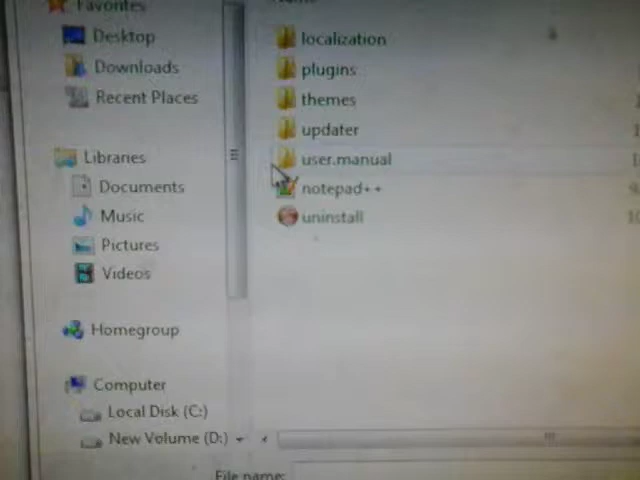 Favorites
Desktop
Downloads
Recent Places
Libraries
Documents
Music
Pictures
Videos
Homegroup
Computer
Local Disk (C:)
New Volume (D:)
localization
plugins
themes
updater
user.manual
notepad++
uninstall
File name: